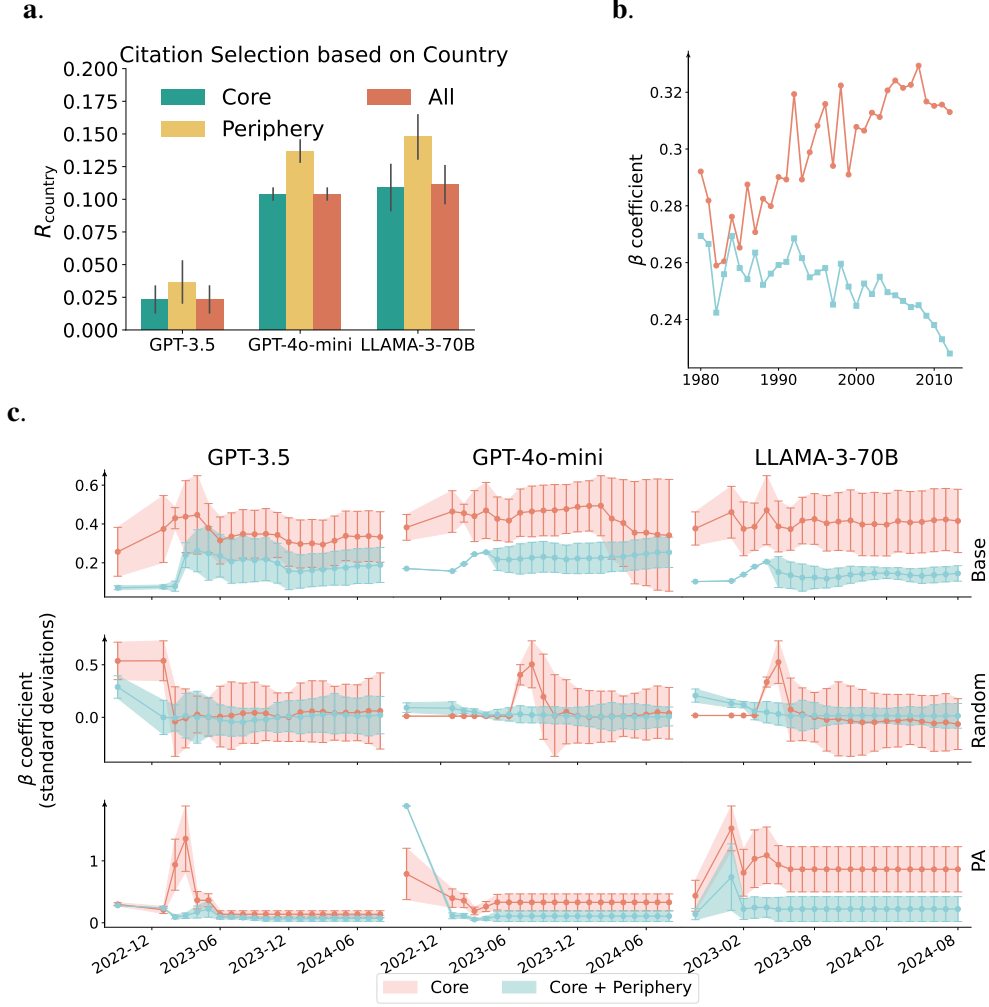 a.
Citation Selection based on Country
0.200
0.175
0.150
0.125
0.100
0.075
0.050
0.025
0.000
Rcountry
Core
All
Periphery
GPT-3.5
GPT-4o-mini
LLAMA-3-70B
b.
0.32
0.3
0.28
0.26
0.24
β coefficient
1980
1990
2000
2010
c.
GPT-3.5
GPT-4o-mini
LLAMA-3-70B
0.6
0.4
0.2
Base
0.5
0.0
Random
β coefficient
(standard deviations)
1
0
PA
2022-12
2023-06
2023-12
2024-06
2022-12
2023-06
2023-12
2024-06
2023-02
2023-08
2024-02
2024-08
Core
Core + Periphery